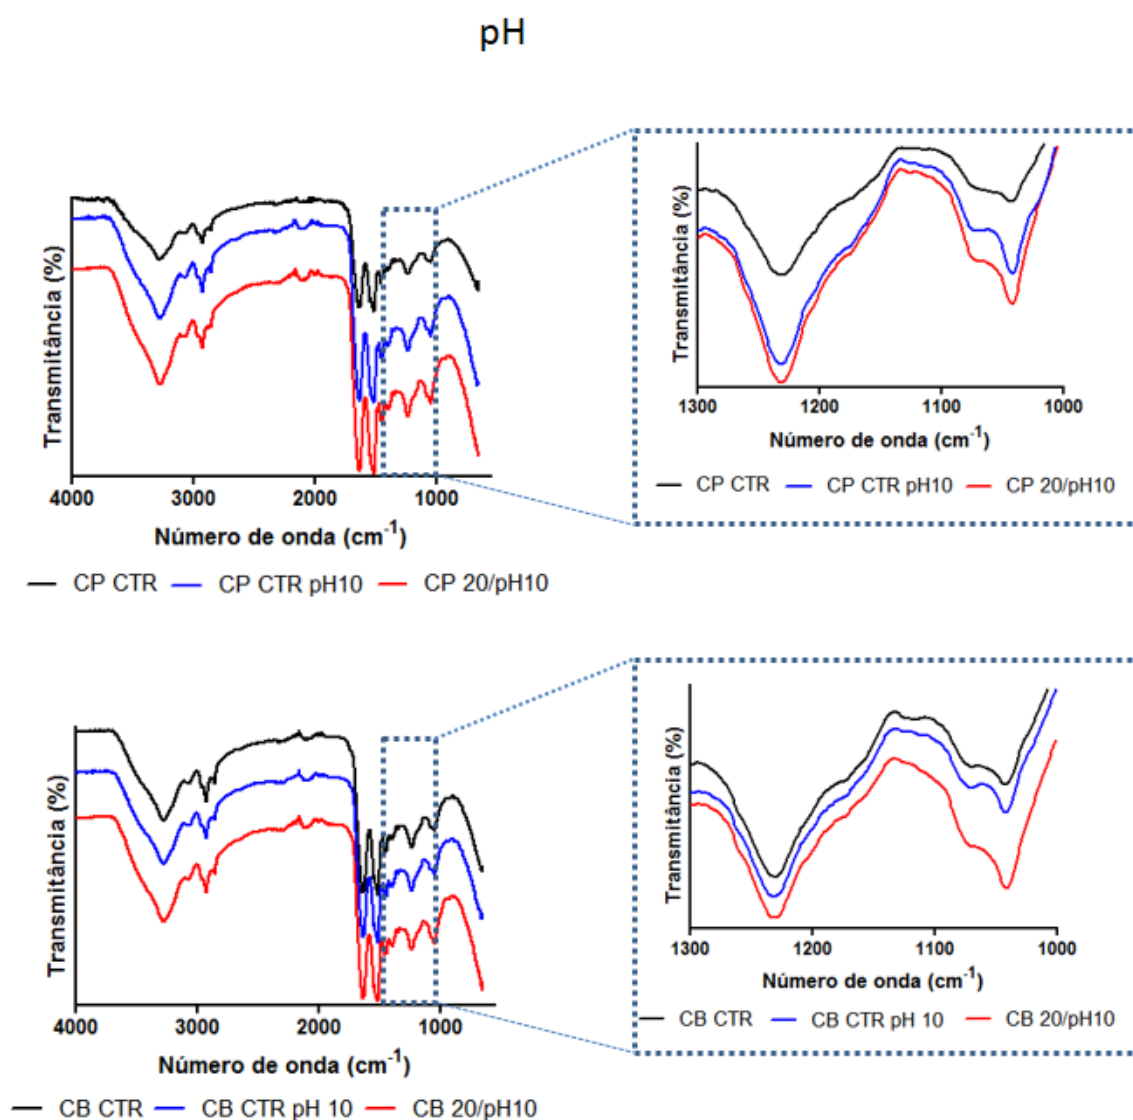 pH
Transmitância (%)
4000 3000 2000 1000
Número de onda (cm⁻¹)
CP CTR CP CTR pH10 CP 20/pH10
Transmitância (%)
1300 1200 1100 1000
Número de onda (cm⁻¹)
CP CTR CP CTR pH10 CP 20/pH10
Transmitância (%)
4000 3000 2000 1000
Número de onda (cm⁻¹)
CB CTR CB CTR pH 10 CB 20/pH10
Transmitância (%)
1300 1200 1100 1000
Número de onda (cm⁻¹)
CB CTR CB CTR pH 10 CB 20/pH10